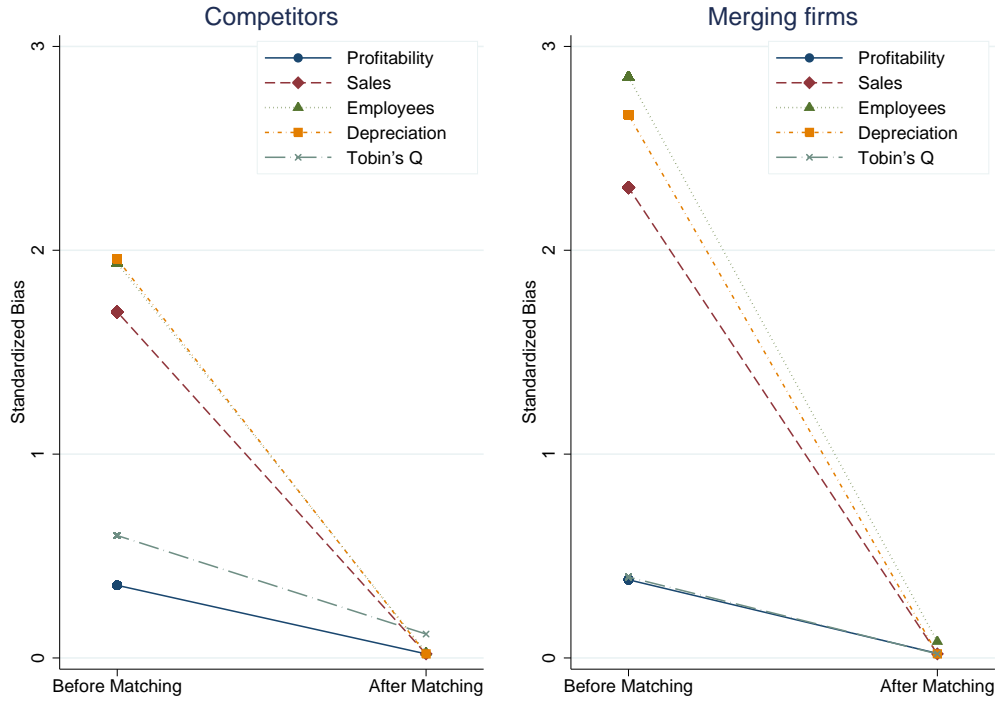 Competitors
3
2
1
0
Standardized Bias
Profitability
Sales
Employees
Depreciation
Tobin's Q
Before Matching
After Matching
Merging firms
3
2
1
0
Standardized Bias
Profitability
Sales
Employees
Depreciation
Tobin's Q
Before Matching
After Matching